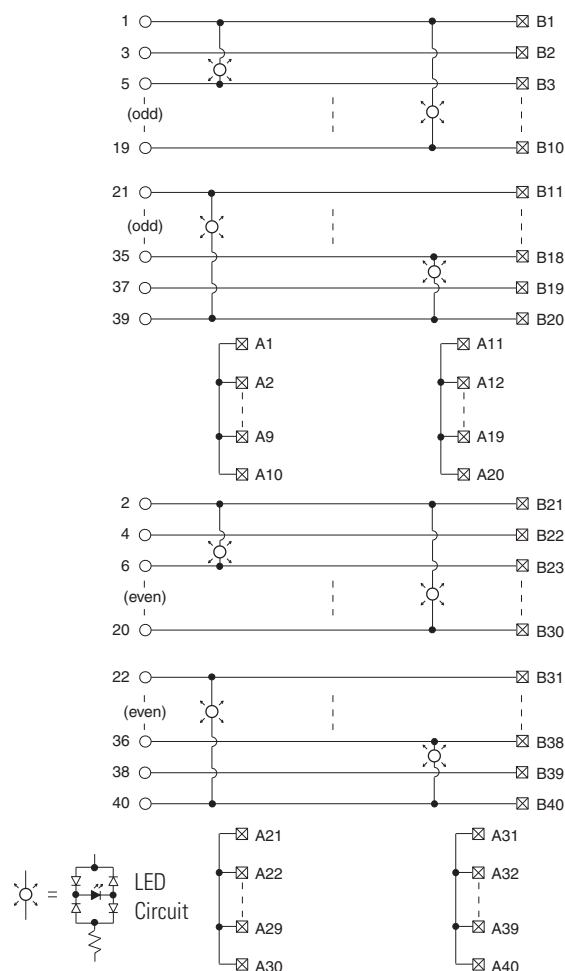 1 B1
3 B2
5 B3
(odd)
19 B10
21 B11
(odd)
35 B18
37 B19
39 B20
A1 A11
A2 A12
A9 A19
A10 A20
2 B21
4 B22
6 B23
(even)
20 B30
22 B31
(even)
36 B38
38 B39
40 B40
A21 A31
A22 A32
= LED
Circuit
A29 A39
A30 A40